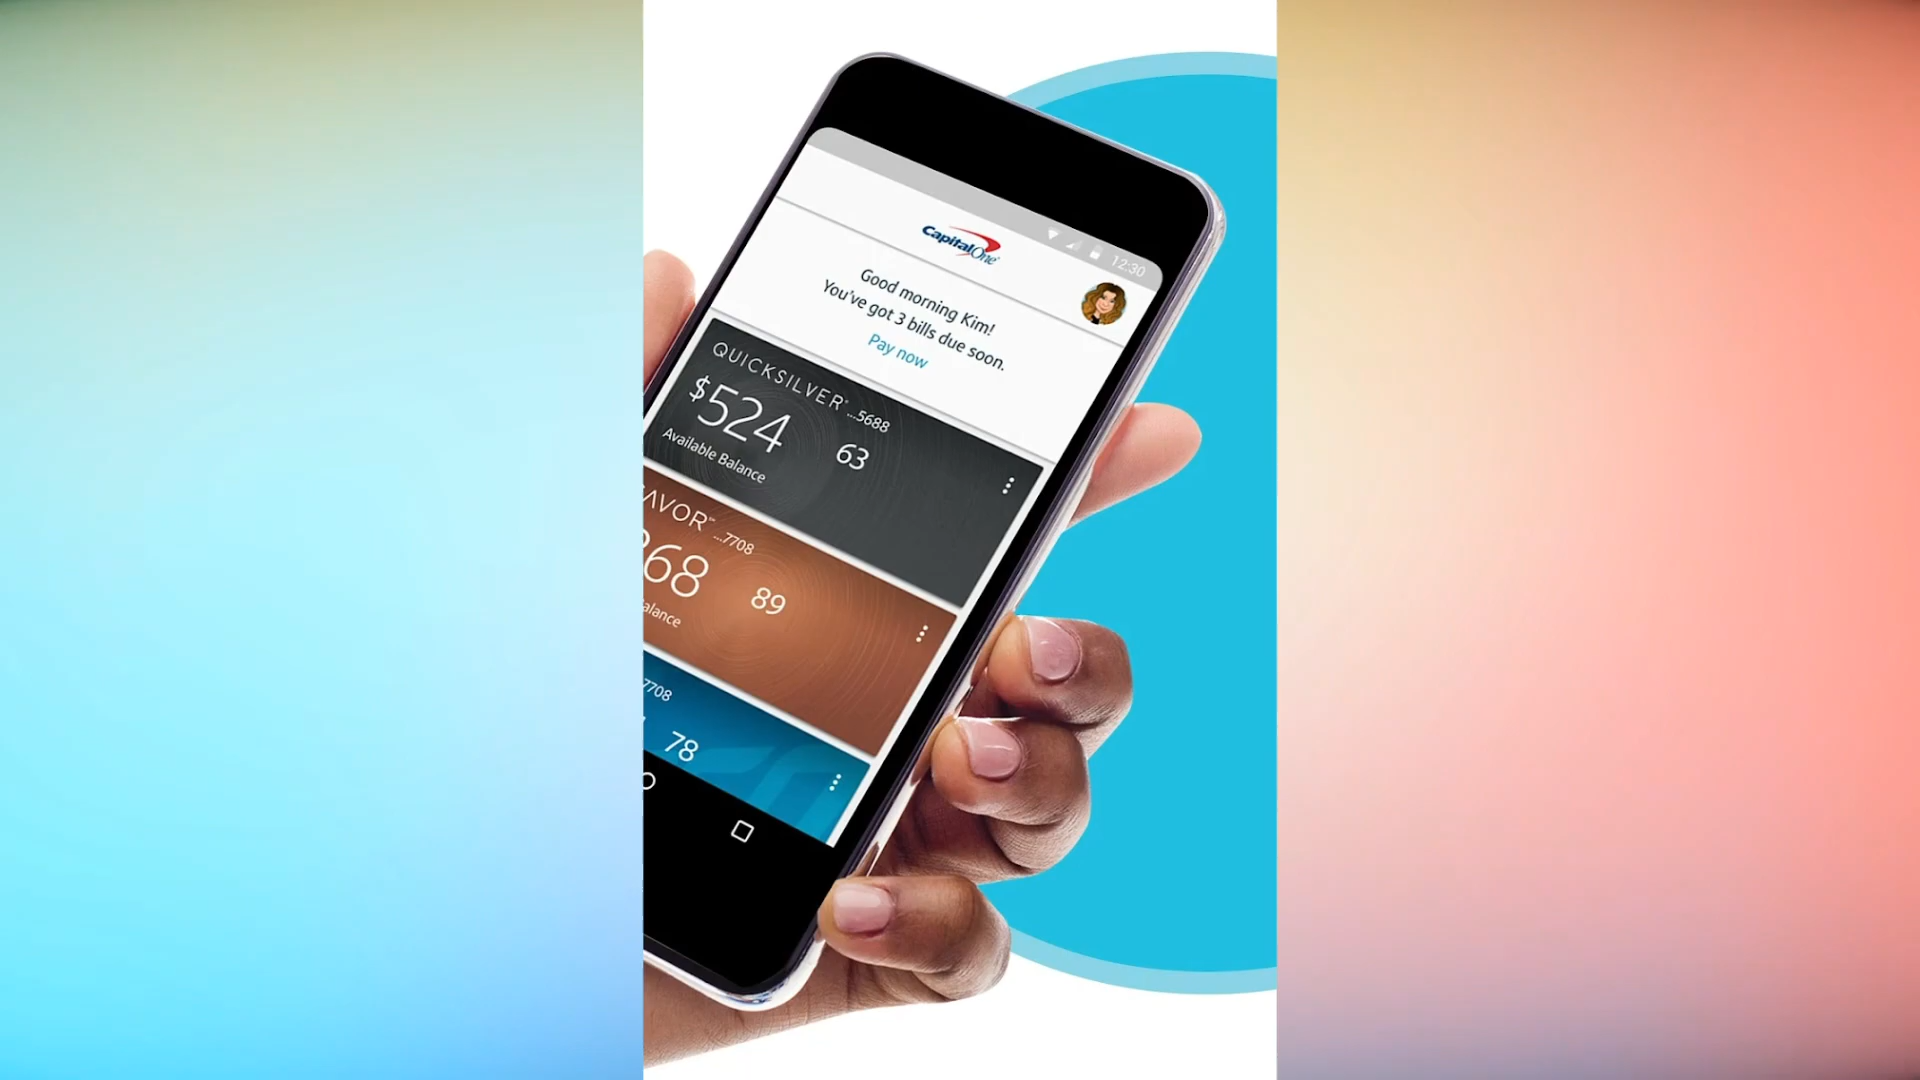 12:30
Capital One
Good morning Kim!
You've got 3 bills due soon.
Pay now
QUICKSILVER® ...5688
$524 63
Available Balance
AVOR℠ ...7708
68 89
alance
7708
78